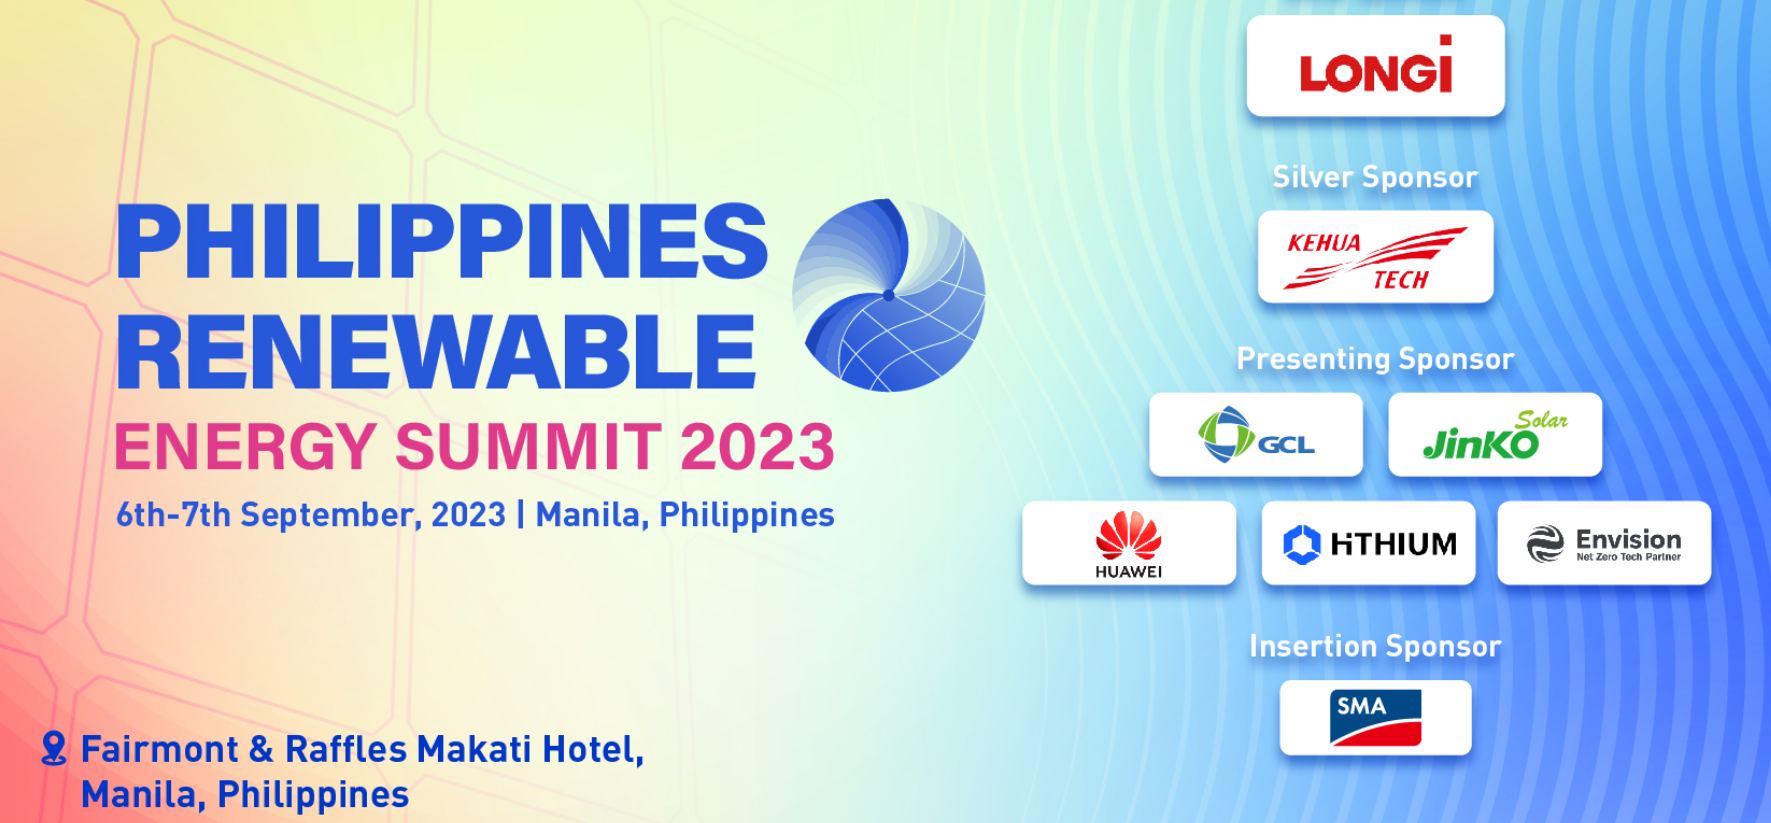 PHILIPPINES
RENEWABLE
ENERGY SUMMIT 2023
6th-7th September, 2023 | Manila, Philippines
Fairmont & Raffles Makati Hotel,
Manila, Philippines
LONGi
Silver Sponsor
KEHUA
TECH
Presenting Sponsor
GCL
Solar
JinKO
HUAWEI
HiTHIUM
Envision
Net Zero Tech Partner
Insertion Sponsor
SMA